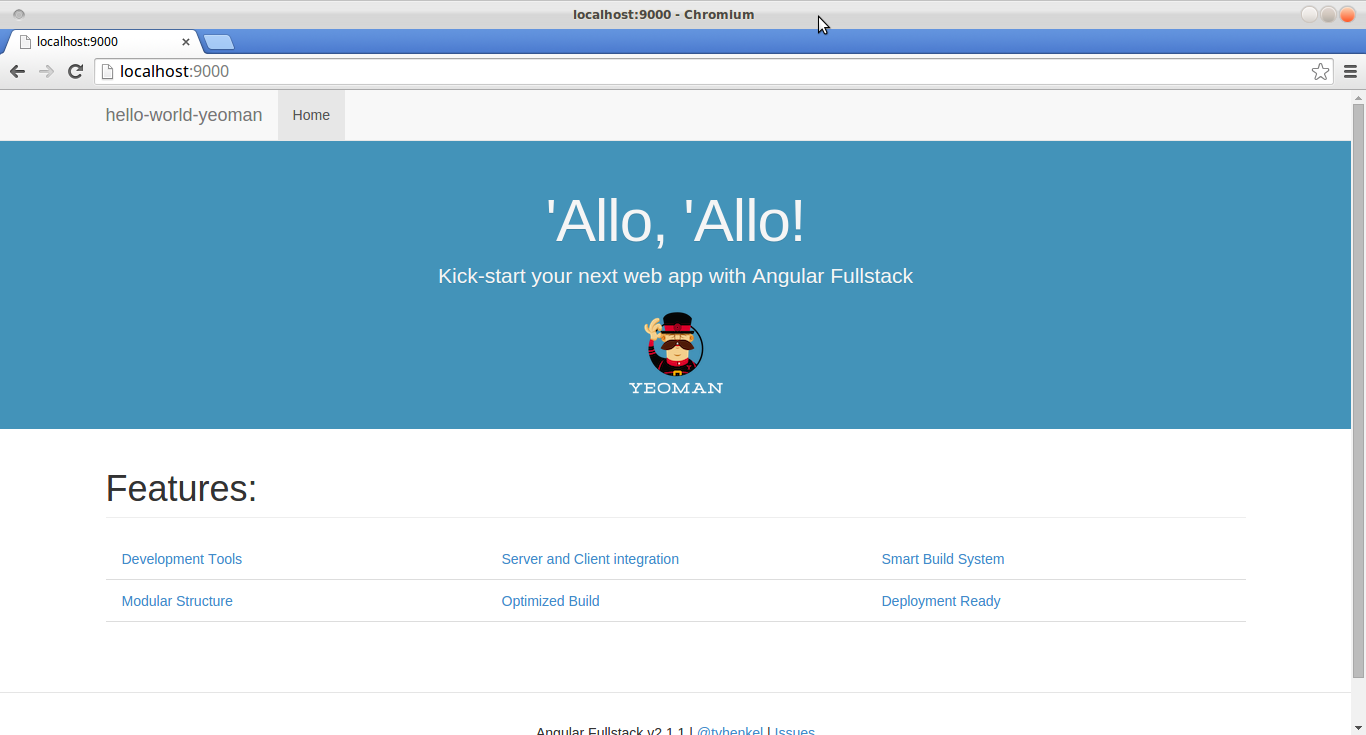 localhost:9000 - Chromium
localhost:9000
localhost:9000
hello-world-yeoman Home
'Allo, 'Allo!
Kick-start your next web app with Angular Fullstack
YEOMAN
Features:
Development Tools Server and Client integration Smart Build System
Modular Structure Optimized Build Deployment Ready
Angular Fullstack v2.1.1 | @tyhenkel | Issues